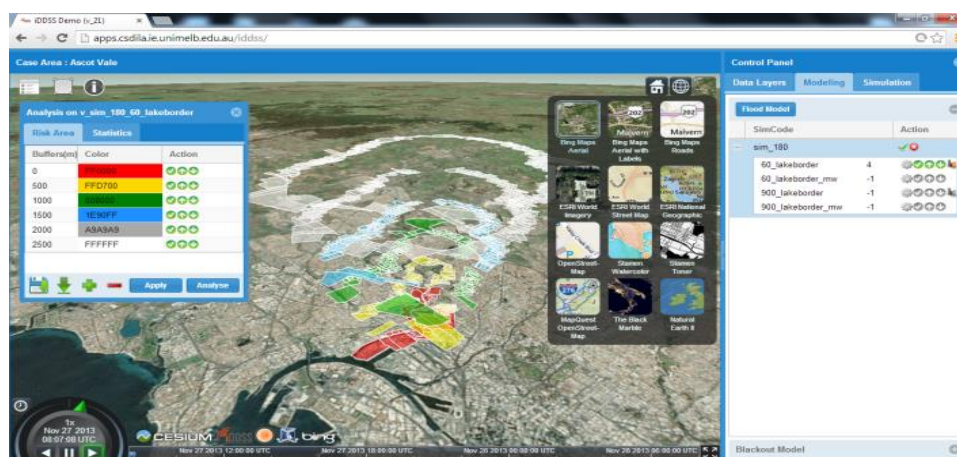 iDDSS Demo (v_ZL)
apps.csdila.ie.unimelb.edu.au/iddss/
Case Area : Ascot Vale
Control Panel
Data Layers Modeling Simulation
Analysis on v_sim_180_60_lakeborder
Risk Area Statistics
Buffers(m) Color Action
0 FF0000
500 FFD700
1000 008000
1500 1E90FF
2000 A9A9A9
2500 FFFFFF
Apply Analyse
Bing Maps Aerial
Bing Maps Aerial with Labels
Bing Maps Roads
202 Malvern
202 Malvern
ESRI World Imagery
ESRI World Street Map
ESRI National Geographic
OpenStreet-Map
Stamen Watercolor
Stamen Toner
MapQuest OpenStreet-Map
The Black Marble
Natural Earth II
Flood Model
SimCode Action
sim_180
60_lakeborder 4
60_lakeborder_mw -1
900_lakeborder -1
900_lakeborder_mw -1
Blackout Model
1x
Nov 27 2013
08:07:08 UTC
CESIUM IDDSS bing
Nov 27 2013 12:00:00 UTC Nov 27 2013 18:00:00 UTC Nov 28 2013 00:00:00 UTC Nov 28 2013 06:00:00 UTC